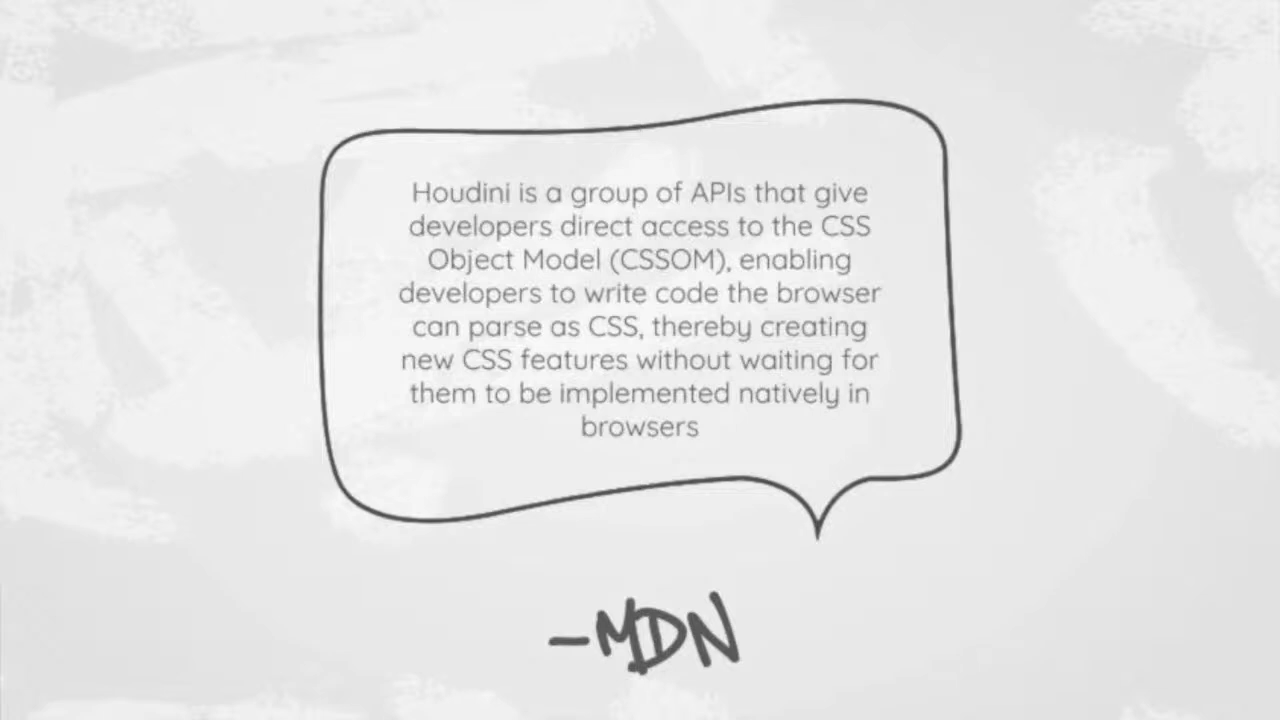 Houdini is a group of APIs that give
developers direct access to the CSS
Object Model (CSSOM), enabling
developers to write code the browser
can parse as CSS, thereby creating
new CSS features without waiting for
them to be implemented natively in
browsers
–MDN